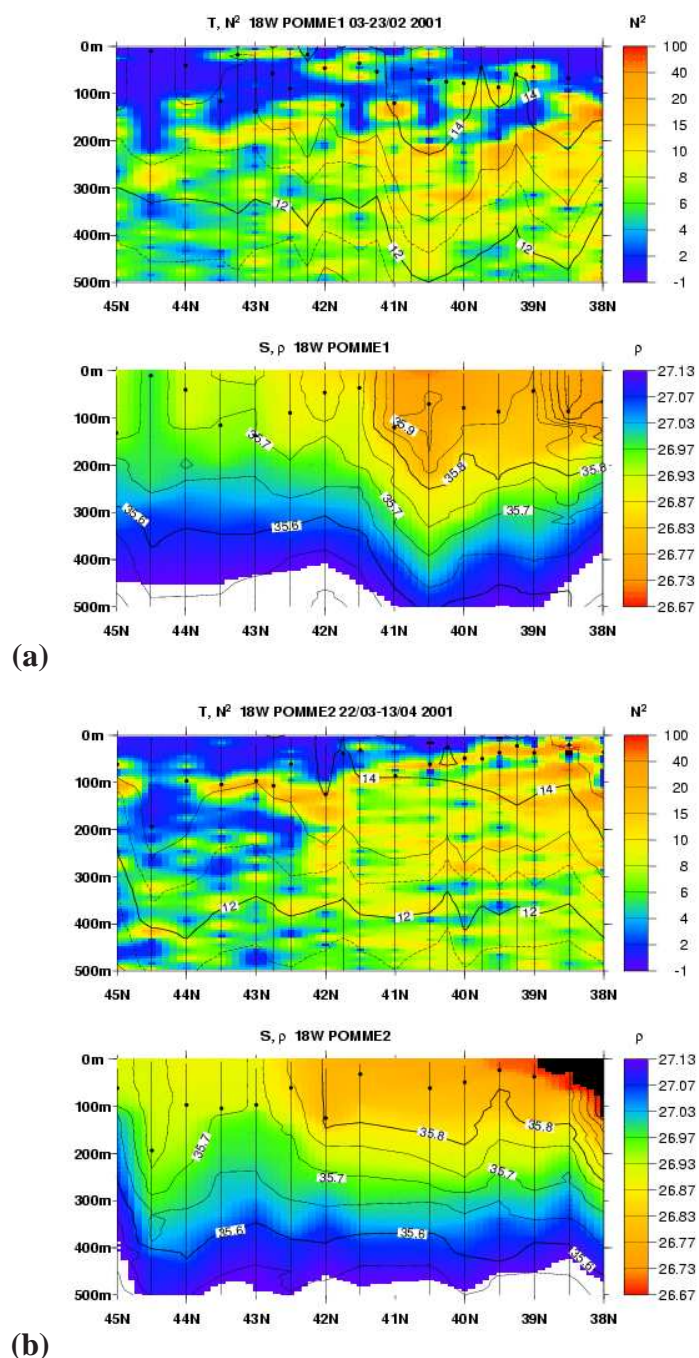 T, N² 18W POMME1 03-23/02 2001
N²
0m
100m
200m
300m
400m
500m
14
14
12
12
45N 44N 43N 42N 41N 40N 39N 38N
100
40
20
15
10
8
6
4
2
-1
S, ρ 18W POMME1
ρ
0m
100m
200m
300m
400m
500m
35.9
35.7
35.8
35.8
35.7
35.7
35.6
35.6
45N 44N 43N 42N 41N 40N 39N 38N
27.13
27.07
27.03
26.97
26.93
26.87
26.83
26.77
26.73
26.67
(a)
T, N² 18W POMME2 22/03-13/04 2001
N²
0m
100m
200m
300m
400m
500m
14
14
12
12
12
45N 44N 43N 42N 41N 40N 39N 38N
100
40
20
15
10
8
6
4
2
-1
S, ρ 18W POMME2
ρ
0m
100m
200m
300m
400m
500m
35.8
35.7
35.7
35.6
35.6
35.6
45N 44N 43N 42N 41N 40N 39N 38N
27.13
27.07
27.03
26.97
26.93
26.87
26.83
26.77
26.73
26.67
(b)